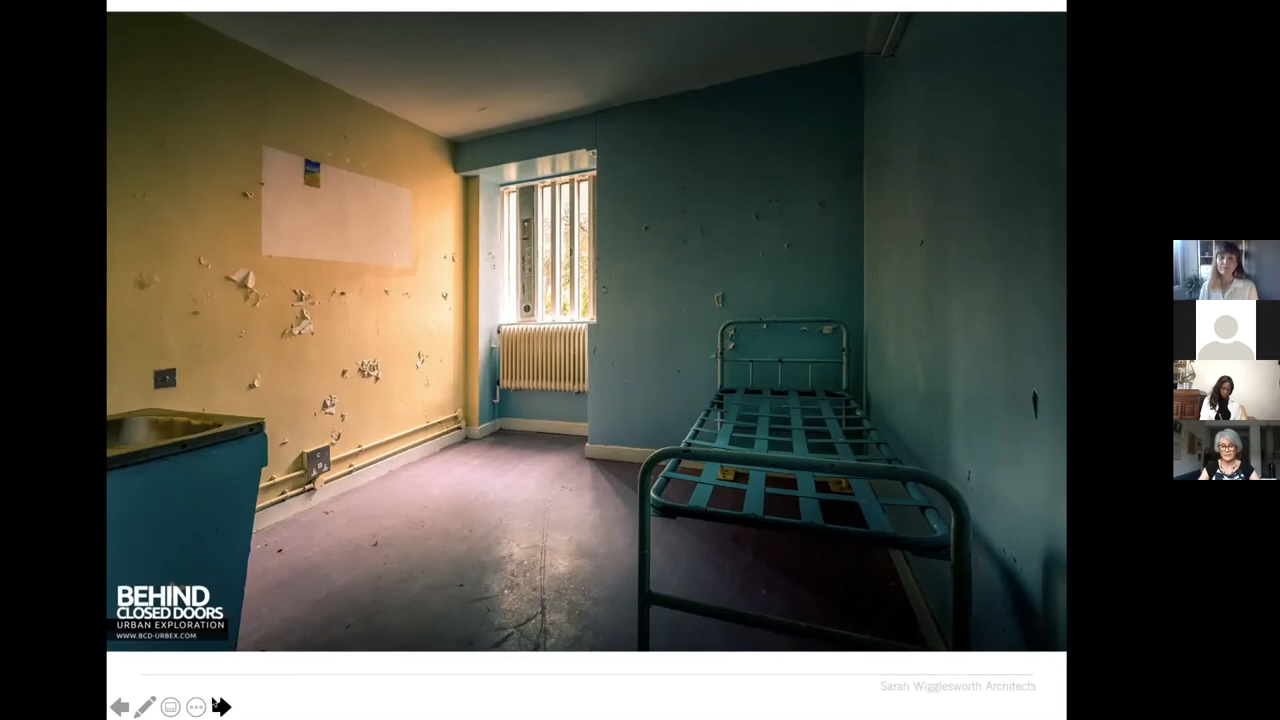 BEHIND
CLOSED DOORS
URBAN EXPLORATION
WWW.BCD-URBEX.COM
Sarah Wigglesworth Architects